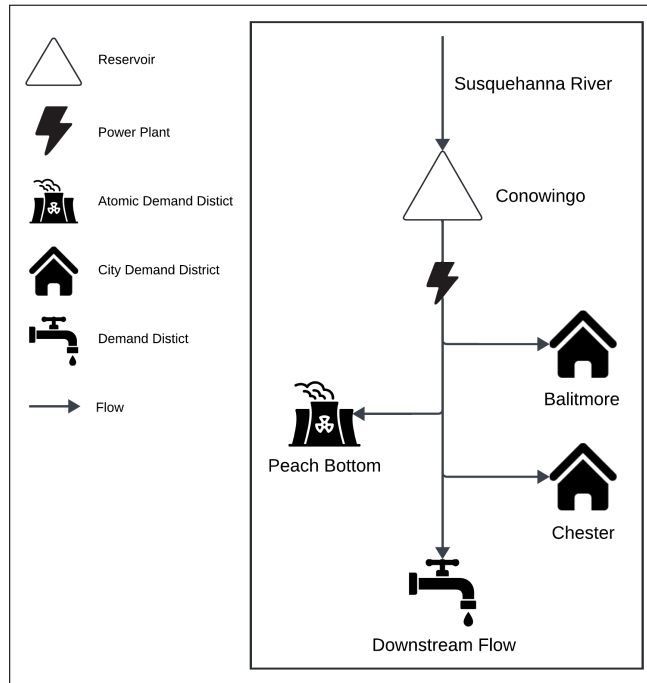 Reservoir
Power Plant
Atomic Demand Distict
City Demand District
Demand Distict
Flow
Susquehanna River
Conowingo
Balitmore
Peach Bottom
Chester
Downstream Flow